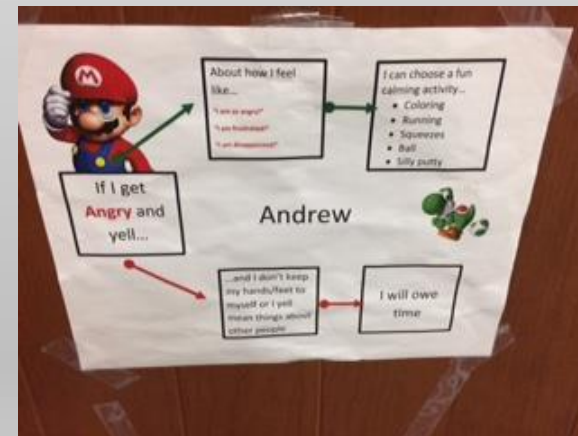 About how I feel
like...
"I am so angry!"
"I am frustrated!"
"I am disappointed!"
I can choose a fun
calming activity...
• Coloring
• Running
• Squeezes
• Ball
• Silly putty
If I get
Angry and
yell...
Andrew
...and I don't keep
my hands/feet to
myself or I yell
mean things about
other people
I will owe
time
M